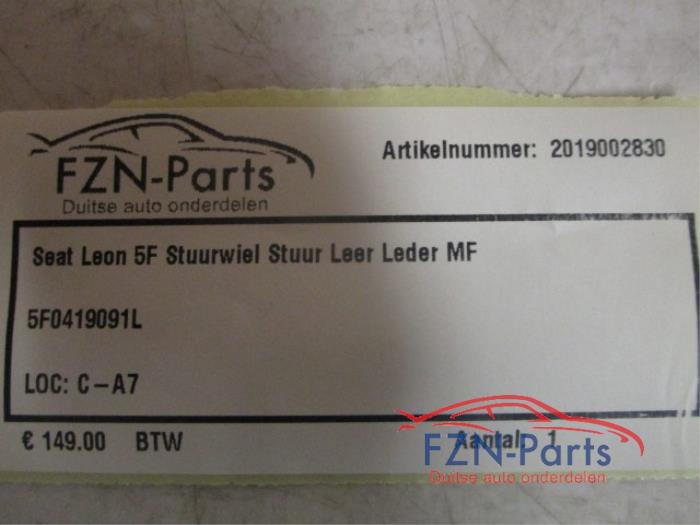 FZN-Parts
Duitse auto onderdelen
Artikelnummer: 2019002830
Seat Leon 5F Stuurwiel Stuur Leer Leder MF
5F0419091L
LOC: C-A7
€ 149.00 BTW
Aantal: 1
FZN-Parts
Duitse auto onderdelen